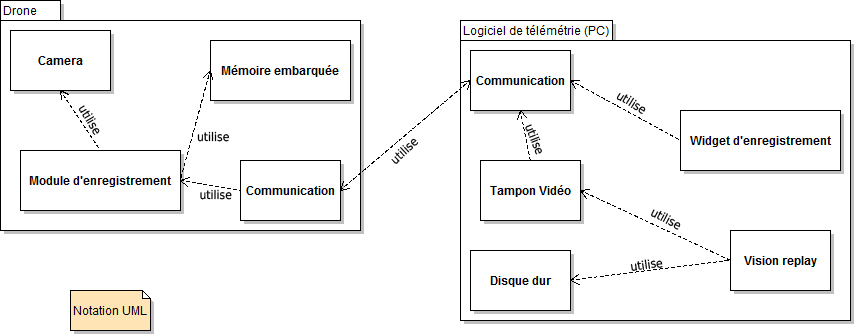 Drone
Camera
Mémoire embarquée
utilise
utilise
Module d'enregistrement
utilise
Communication
utilise
Logiciel de télémétrie (PC)
Communication
utilise
Widget d'enregistrement
utilise
Tampon Vidéo
utilise
Vision replay
utilise
Disque dur
Notation UML